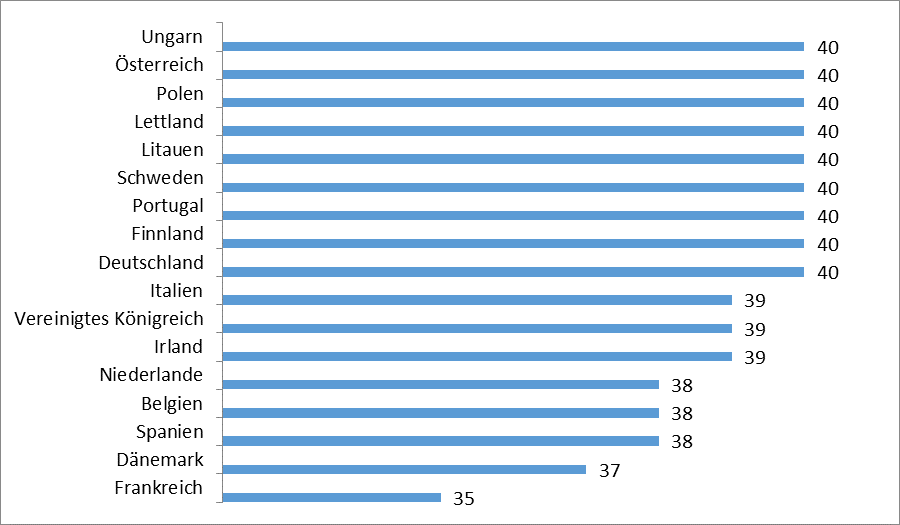 Ungarn 40
Österreich 40
Polen 40
Lettland 40
Litauen 40
Schweden 40
Portugal 40
Finnland 40
Deutschland 40
Italien 39
Vereinigtes Königreich 39
Irland 39
Niederlande 38
Belgien 38
Spanien 38
Dänemark 37
Frankreich 35